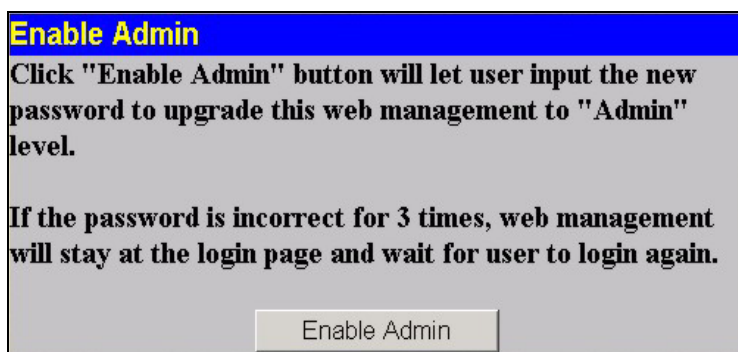 Enable Admin
Click "Enable Admin" button will let user input the new
password to upgrade this web management to "Admin"
level.
If the password is incorrect for 3 times, web management
will stay at the login page and wait for user to login again.
Enable Admin